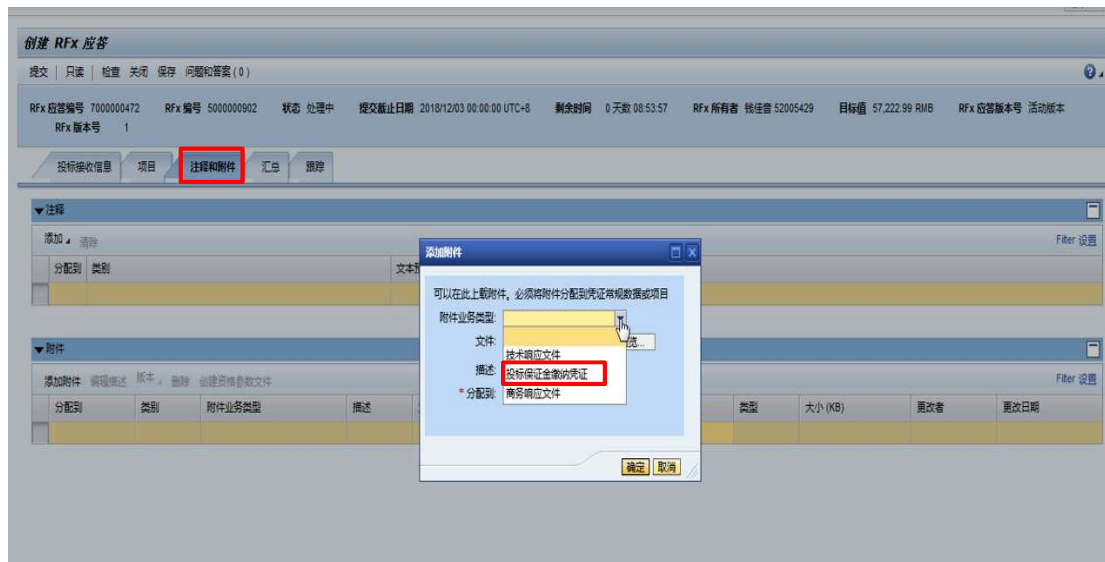 创建 RFx 应答
提交 | 只读 | 检查 关闭 保存 问题和答案 ( 0 )
RFx 应答编号 7000000472 RFx 编号 5000000902 状态 处理中 提交截止日期 2018/12/03 00:00:00 UTC+8 剩余时间 0 天数 08:53:57 RFx 所有者 钱佳音 52005429 目标值 57,222.99 RMB RFx 应答版本号 活动版本
RFx 版本号 1
投标接收信息 项目 注释和附件 汇总 跟踪
注释
添加 清除 Filter 设置
分配到 类别 文本
添加附件
可以在此上载附件。必须将附件分配到凭证常规数据或项目
附件业务类型:
文件: 览...
技术响应文件
描述: 投标保证金缴纳凭证
* 分配到: 商务响应文件
确定 取消
附件
添加附件 编辑描述 版本 删除 创建资格参数文件 Filter 设置
分配到 类别 附件业务类型 描述 类型 大小 (KB) 更改者 更改日期